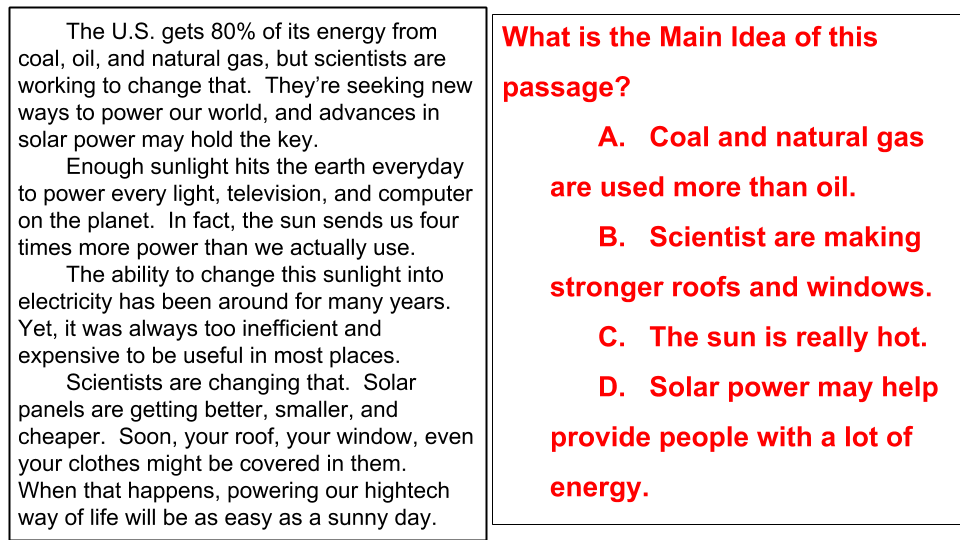 The U.S. gets 80% of its energy from
coal, oil, and natural gas, but scientists are
working to change that.  They're seeking new
ways to power our world, and advances in
solar power may hold the key.
Enough sunlight hits the earth everyday
to power every light, television, and computer
on the planet.  In fact, the sun sends us four
times more power than we actually use.
The ability to change this sunlight into
electricity has been around for many years.
Yet, it was always too inefficient and
expensive to be useful in most places.
Scientists are changing that.  Solar
panels are getting better, smaller, and
cheaper.  Soon, your roof, your window, even
your clothes might be covered in them.
When that happens, powering our hightech
way of life will be as easy as a sunny day.
What is the Main Idea of this
passage?
A.   Coal and natural gas
are used more than oil.
B.   Scientist are making
stronger roofs and windows.
C.   The sun is really hot.
D.   Solar power may help
provide people with a lot of
energy.